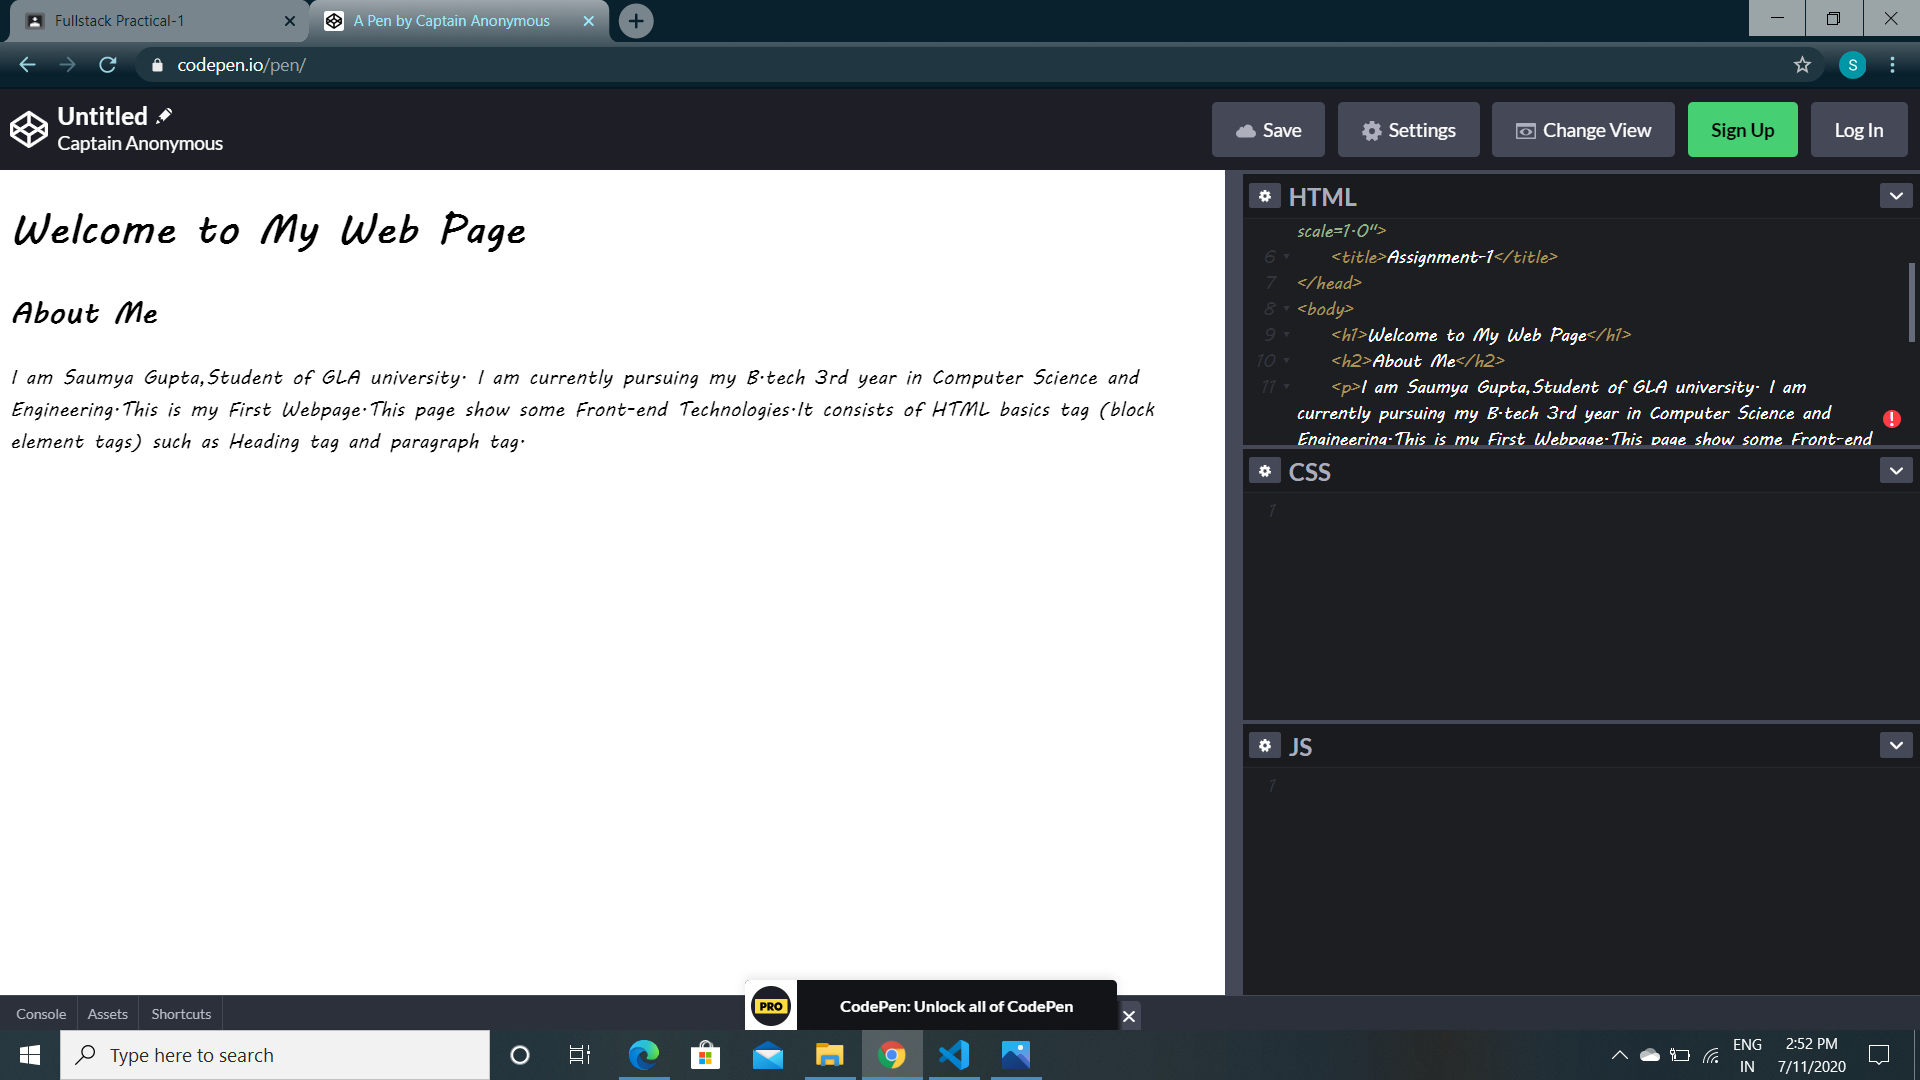 Fullstack Practical-1
A Pen by Captain Anonymous
codepen.io/pen/
S
Untitled
Captain Anonymous
Save
Settings
Change View
Sign Up
Log In
Welcome to My Web Page
About Me
I am Saumya Gupta,Student of GLA university. I am currently pursuing my B.tech 3rd year in Computer Science and
Engineering.This is my First Webpage.This page show some Front-end Technologies.It consists of HTML basics tag (block
element tags) such as Heading tag and paragraph tag.
HTML
scale=1.0">
6 <title>Assignment-1</title>
7 </head>
8 <body>
9 <h1>Welcome to My Web Page</h1>
10 <h2>About Me</h2>
11 <p>I am Saumya Gupta,Student of GLA university. I am
currently pursuing my B.tech 3rd year in Computer Science and
Engineering.This is my First Webpage.This page show some Front-end
CSS
1
JS
1
Console
Assets
Shortcuts
PRO
CodePen: Unlock all of CodePen
Type here to search
ENG
IN
2:52 PM
7/11/2020